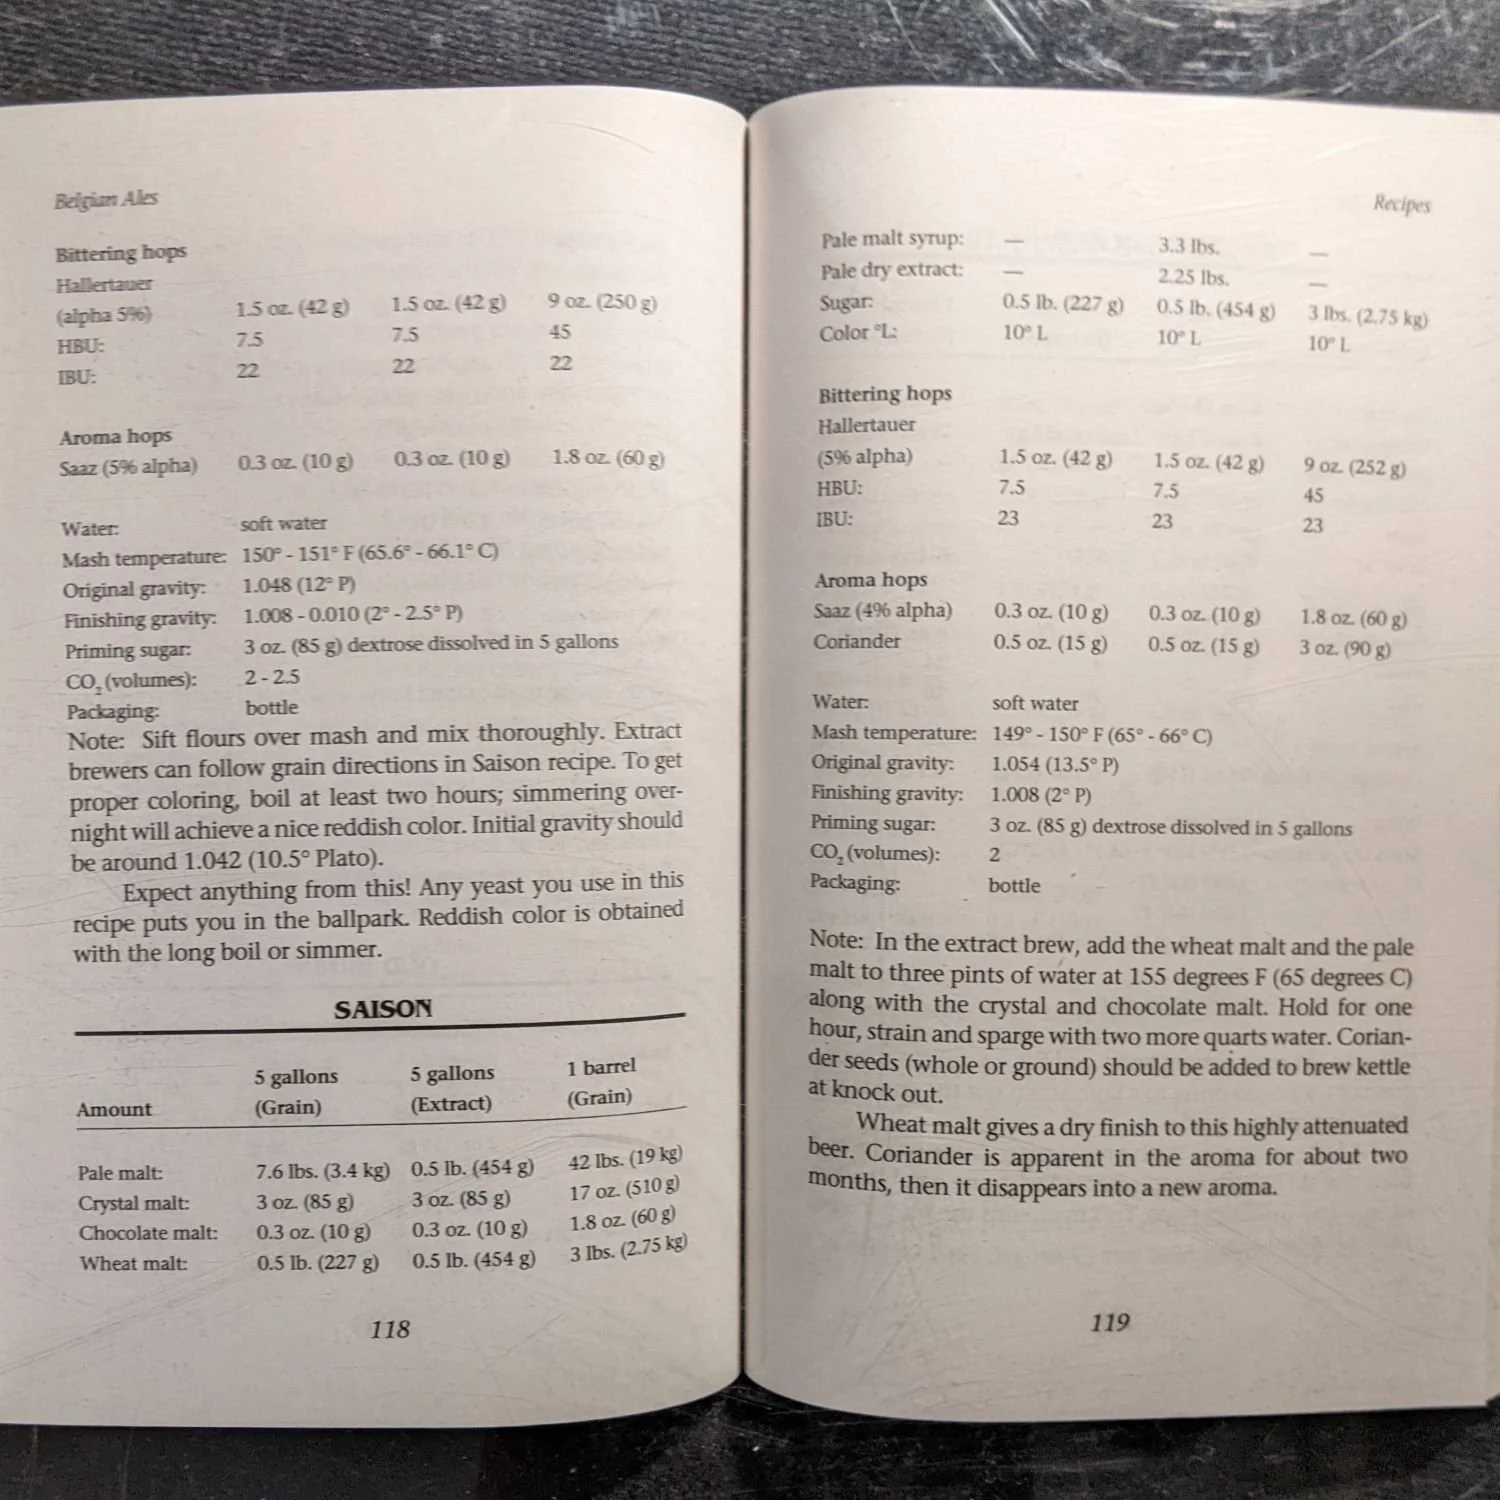 Belgian Ales
Bittering hops
Hallertauer
(alpha 5%) 1.5 oz. (42 g) 1.5 oz. (42 g) 9 oz. (250 g)
HBU: 7.5 7.5 45
IBU: 22 22 22
Aroma hops
Saaz (5% alpha) 0.3 oz. (10 g) 0.3 oz. (10 g) 1.8 oz. (60 g)
Water: soft water
Mash temperature: 150° - 151° F (65.6° - 66.1° C)
Original gravity: 1.048 (12° P)
Finishing gravity: 1.008 - 0.010 (2° - 2.5° P)
Priming sugar: 3 oz. (85 g) dextrose dissolved in 5 gallons
CO₂ (volumes): 2 - 2.5
Packaging: bottle
Note: Sift flours over mash and mix thoroughly. Extract
brewers can follow grain directions in Saison recipe. To get
proper coloring, boil at least two hours; simmering over-
night will achieve a nice reddish color. Initial gravity should
be around 1.042 (10.5° Plato).
Expect anything from this! Any yeast you use in this
recipe puts you in the ballpark. Reddish color is obtained
with the long boil or simmer.
SAISON
5 gallons 5 gallons 1 barrel
Amount (Grain) (Extract) (Grain)
Pale malt: 7.6 lbs. (3.4 kg) 0.5 lb. (454 g) 42 lbs. (19 kg)
Crystal malt: 3 oz. (85 g) 3 oz. (85 g) 17 oz. (510 g)
Chocolate malt: 0.3 oz. (10 g) 0.3 oz. (10 g) 1.8 oz. (60 g)
Wheat malt: 0.5 lb. (227 g) 0.5 lb. (454 g) 3 lbs. (2.75 kg)
118
Recipes
Pale malt syrup: — 3.3 lbs. —
Pale dry extract: — 2.25 lbs. —
Sugar: 0.5 lb. (227 g) 0.5 lb. (454 g) 3 lbs. (2.75 kg)
Color °L: 10° L 10° L 10° L
Bittering hops
Hallertauer
(5% alpha) 1.5 oz. (42 g) 1.5 oz. (42 g) 9 oz. (252 g)
HBU: 7.5 7.5 45
IBU: 23 23 23
Aroma hops
Saaz (4% alpha) 0.3 oz. (10 g) 0.3 oz. (10 g) 1.8 oz. (60 g)
Coriander 0.5 oz. (15 g) 0.5 oz. (15 g) 3 oz. (90 g)
Water: soft water
Mash temperature: 149° - 150° F (65° - 66° C)
Original gravity: 1.054 (13.5° P)
Finishing gravity: 1.008 (2° P)
Priming sugar: 3 oz. (85 g) dextrose dissolved in 5 gallons
CO₂ (volumes): 2
Packaging: bottle
Note: In the extract brew, add the wheat malt and the pale
malt to three pints of water at 155 degrees F (65 degrees C)
along with the crystal and chocolate malt. Hold for one
hour, strain and sparge with two more quarts water. Corian-
der seeds (whole or ground) should be added to brew kettle
at knock out.
Wheat malt gives a dry finish to this highly attenuated
beer. Coriander is apparent in the aroma for about two
months, then it disappears into a new aroma.
119